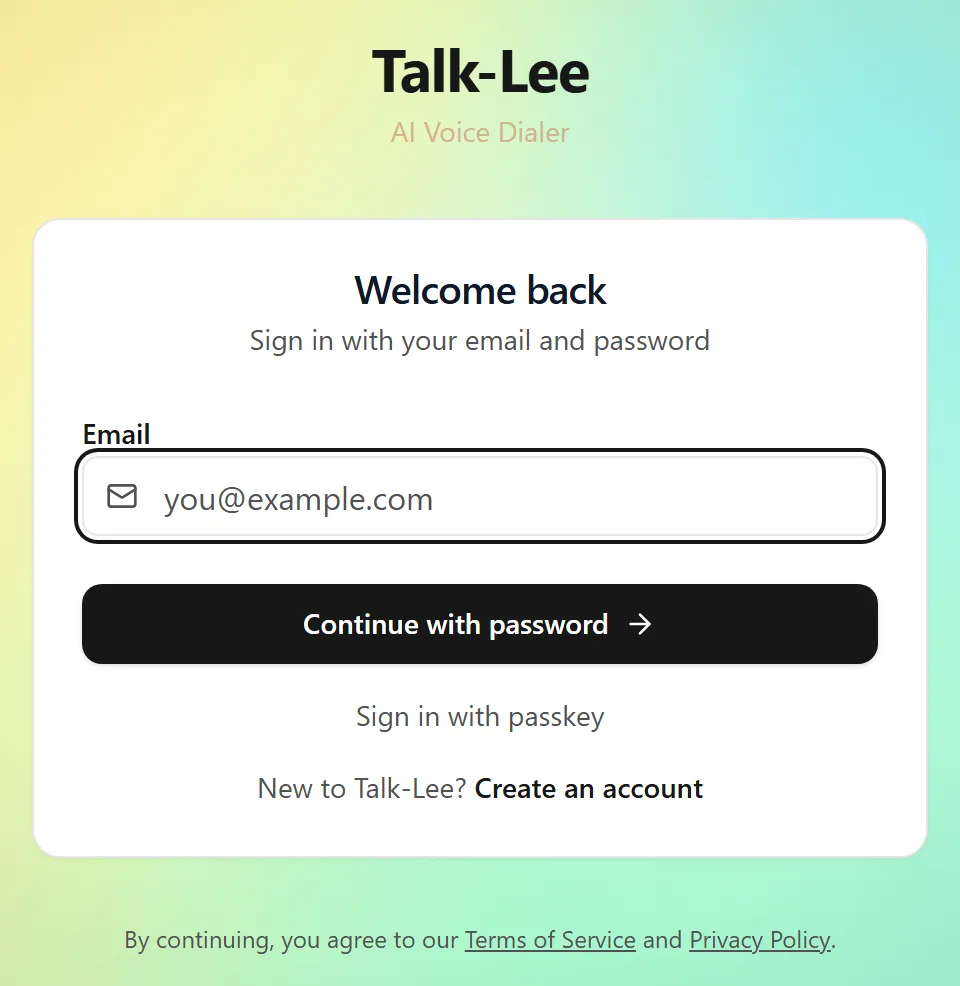 Talk-Lee
AI Voice Dialer
Welcome back
Sign in with your email and password
Email
you@example.com
Continue with password →
Sign in with passkey
New to Talk-Lee? Create an account
By continuing, you agree to our Terms of Service and Privacy Policy.